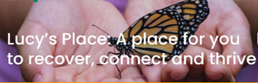 Lucy's Place: A place for you
to recover, connect and thrive